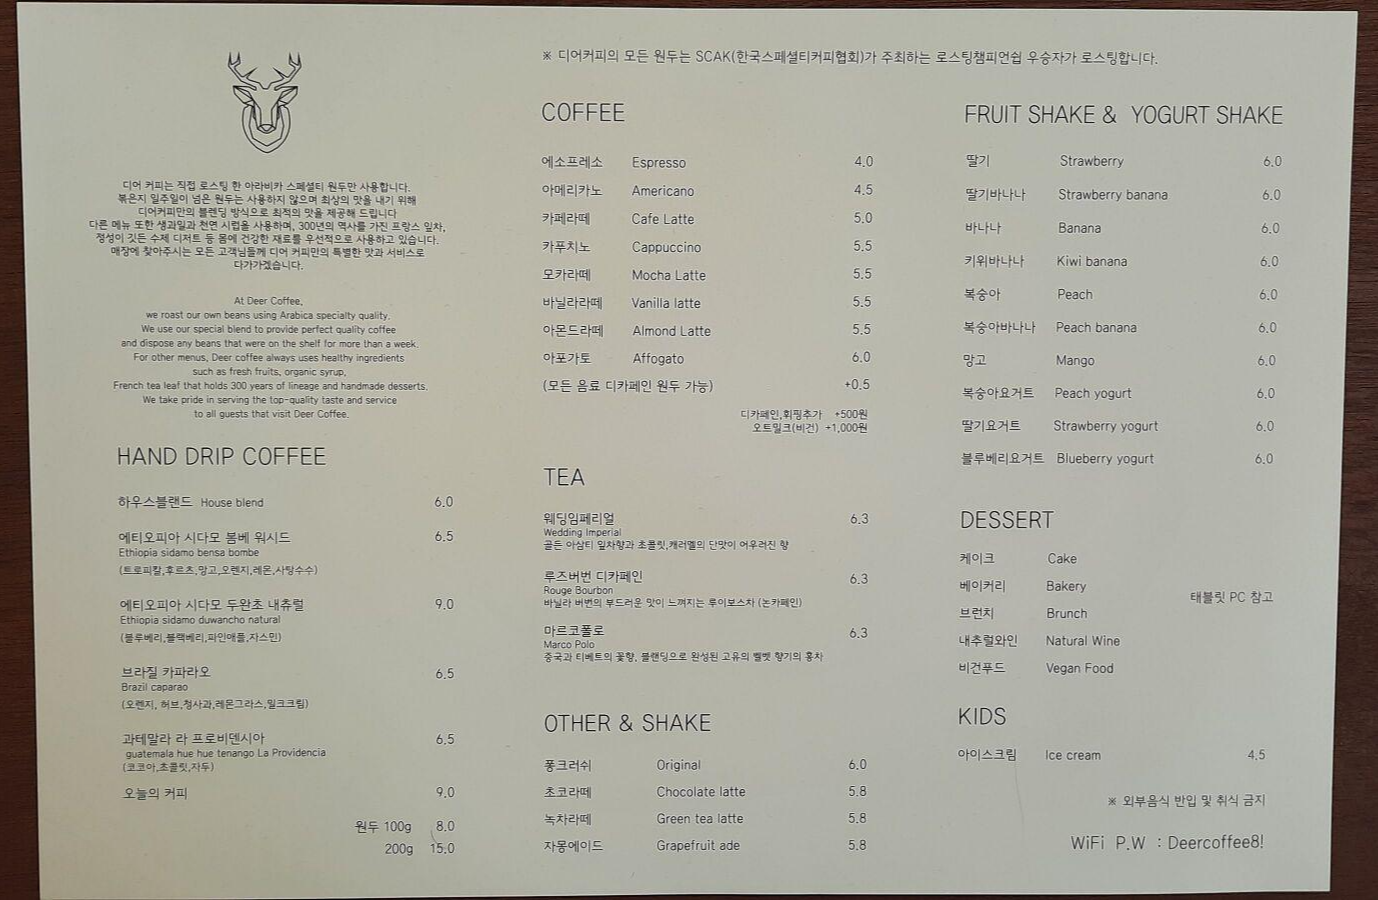 ※ 디어커피의 모든 원두는 SCAK(한국스페셜티커피협회)가 주최하는 로스팅챔피언쉽 우승자가 로스팅합니다.
디어 커피는 직접 로스팅 한 아라비카 스페셜티 원두만 사용합니다.
볶은지 일주일이 넘은 원두는 사용하지 않으며 최상의 맛을 내기 위해
디어커피만의 블렌딩 방식으로 최적의 맛을 제공해 드립니다
다른 메뉴 또한 생과일과 천연 시럽을 사용하며, 300년의 역사를 가진 프랑스 잎차,
정성이 깃든 수제 디저트 등 몸에 건강한 재료를 우선적으로 사용하고 있습니다.
매장에 찾아주시는 모든 고객님들께 디어 커피만의 특별한 맛과 서비스로
다가가겠습니다.
At Deer Coffee,
we roast our own beans using Arabica specialty quality.
We use our special blend to provide perfect quality coffee
and dispose any beans that were on the shelf for more than a week.
For other menus, Deer coffee always uses healthy ingredients
such as fresh fruits, organic syrup,
French tea leaf that holds 300 years of lineage and handmade desserts.
We take pride in serving the top-quality taste and service
to all guests that visit Deer Coffee.
HAND DRIP COFFEE
하우스블랜드 House blend 6.0
에티오피아 시다모 봄베 워시드 6.5
Ethiopia sidamo bensa bombe
(트로피칼,후르츠,망고,오렌지,레몬,사탕수수)
에티오피아 시다모 두완초 내츄럴 9.0
Ethiopia sidamo duwancho natural
(블루베리,블랙베리,파인애플,자스민)
브라질 카파라오 6.5
Brazil caparao
(오렌지, 허브,청사과,레몬그라스,밀크크림)
과테말라 라 프로비덴시아 6.5
guatemala hue hue tenango La Providencia
(코코아,초콜릿,자두)
오늘의 커피 9.0
원두 100g 8.0
200g 15.0
COFFEE
에소프레소 Espresso 4.0
아메리카노 Americano 4.5
카페라떼 Cafe Latte 5.0
카푸치노 Cappuccino 5.5
모카라떼 Mocha Latte 5.5
바닐라라떼 Vanilla latte 5.5
아몬드라떼 Almond Latte 5.5
아포가토 Affogato 6.0
(모든 음료 디카페인 원두 가능) +0.5
디카페인,휘핑추가 +500원
오트밀크(비건) +1,000원
TEA
웨딩임페리얼 6.3
Wedding Imperial
골든 아삼티 잎차향과 초콜릿,캐러멜의 단맛이 어우러진 향
루즈버번 디카페인 6.3
Rouge Bourbon
바닐라 버번의 부드러운 맛이 느껴지는 루이보스차 (논카페인)
마르코폴로 6.3
Marco Polo
중국과 티베트의 꽃향, 블랜딩으로 완성된 고유의 벨벳 향기의 홍차
OTHER & SHAKE
퐁크러쉬 Original 6.0
초코라떼 Chocolate latte 5.8
녹차라떼 Green tea latte 5.8
자몽에이드 Grapefruit ade 5.8
FRUIT SHAKE & YOGURT SHAKE
딸기 Strawberry 6.0
딸기바나나 Strawberry banana 6.0
바나나 Banana 6.0
키위바나나 Kiwi banana 6.0
복숭아 Peach 6.0
복숭아바나나 Peach banana 6.0
망고 Mango 6.0
복숭아요거트 Peach yogurt 6.0
딸기요거트 Strawberry yogurt 6.0
블루베리요거트 Blueberry yogurt 6.0
DESSERT
케이크 Cake
베이커리 Bakery
태블릿 PC 참고
브런치 Brunch
내추럴와인 Natural Wine
비건푸드 Vegan Food
KIDS
아이스크림 Ice cream 4.5
※ 외부음식 반입 및 취식 금지
WiFi P.W : Deercoffee8!